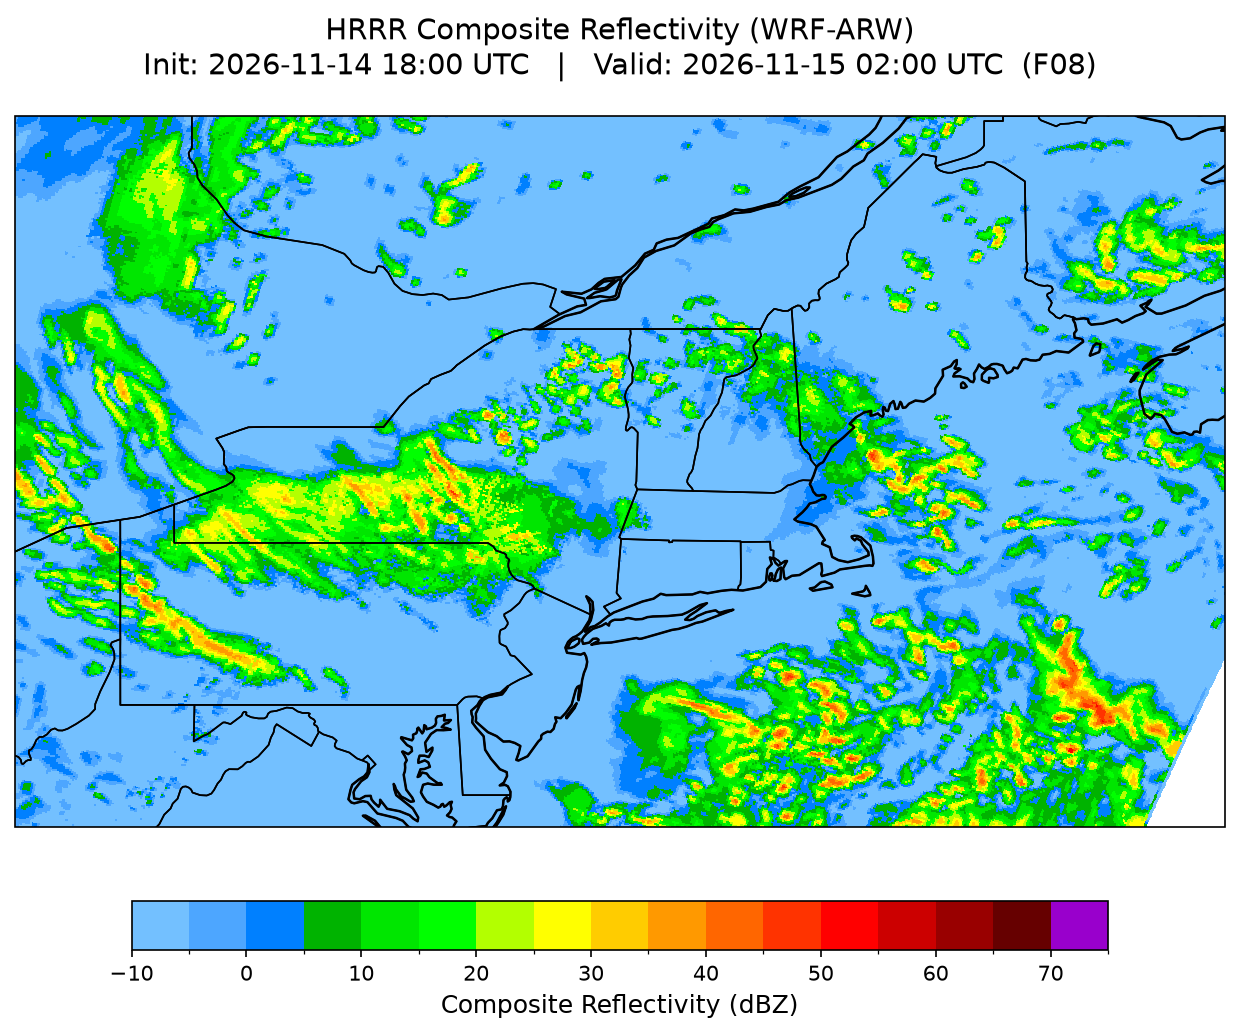 HRRR Composite Reflectivity (WRF-ARW)
Init: 2026-11-14 18:00 UTC | Valid: 2026-11-15 02:00 UTC (F08)
−10 0 10 20 30 40 50 60 70
Composite Reflectivity (dBZ)